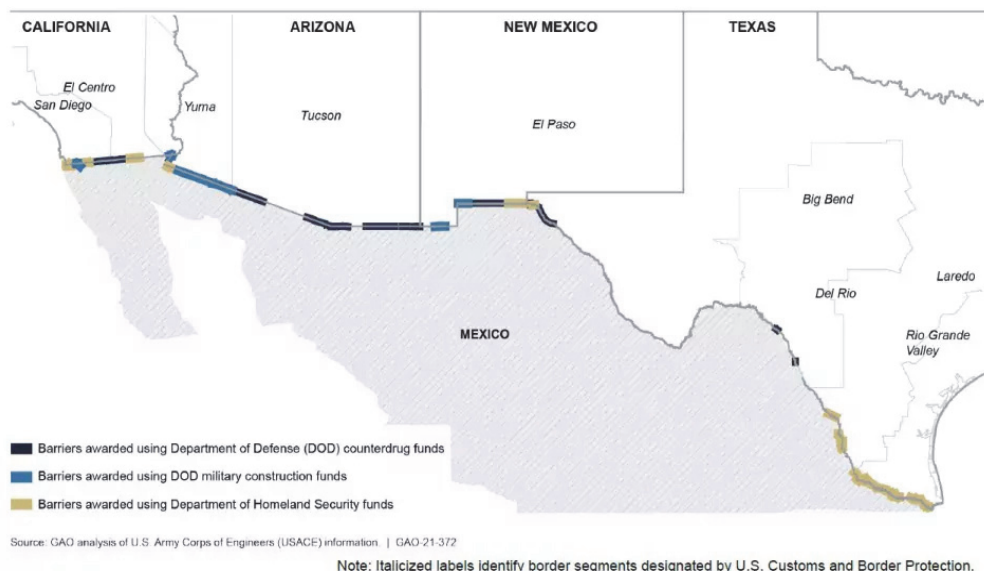 CALIFORNIA
ARIZONA
NEW MEXICO
TEXAS
El Centro
San Diego
Yuma
Tucson
El Paso
Big Bend
Del Rio
Laredo
Rio Grande
Valley
MEXICO
Barriers awarded using Department of Defense (DOD) counterdrug funds
Barriers awarded using DOD military construction funds
Barriers awarded using Department of Homeland Security funds
Source: GAO analysis of U.S. Army Corps of Engineers (USACE) information. | GAO-21-372
Note: Italicized labels identify border segments designated by U.S. Customs and Border Protection.